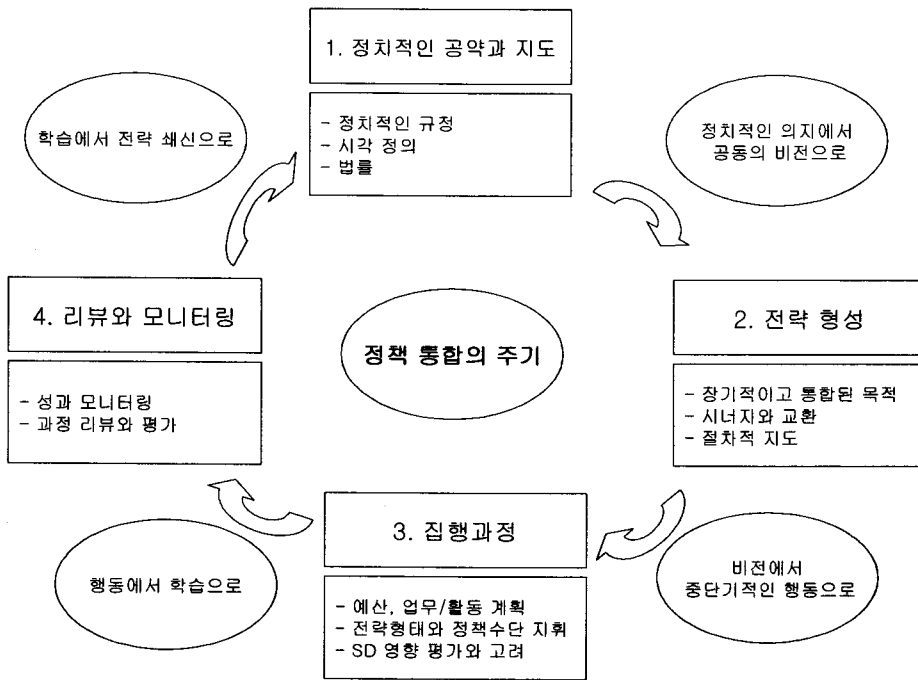 1. 정치적인 공약과 지도
- 정치적인 규정
- 시각 정의
- 법률
정치적인 의지에서
공동의 비전으로
2. 전략 형성
- 장기적이고 통합된 목적
- 시너자와 교환
- 절차적 지도
비전에서
중단기적인 행동으로
3. 집행과정
- 예산, 업무/활동 계획
- 전략형태와 정책수단 지휘
- SD 영향 평가와 고려
행동에서 학습으로
4. 리뷰와 모니터링
- 성과 모니터링
- 과정 리뷰와 평가
학습에서 전략 쇄신으로
정책 통합의 주기